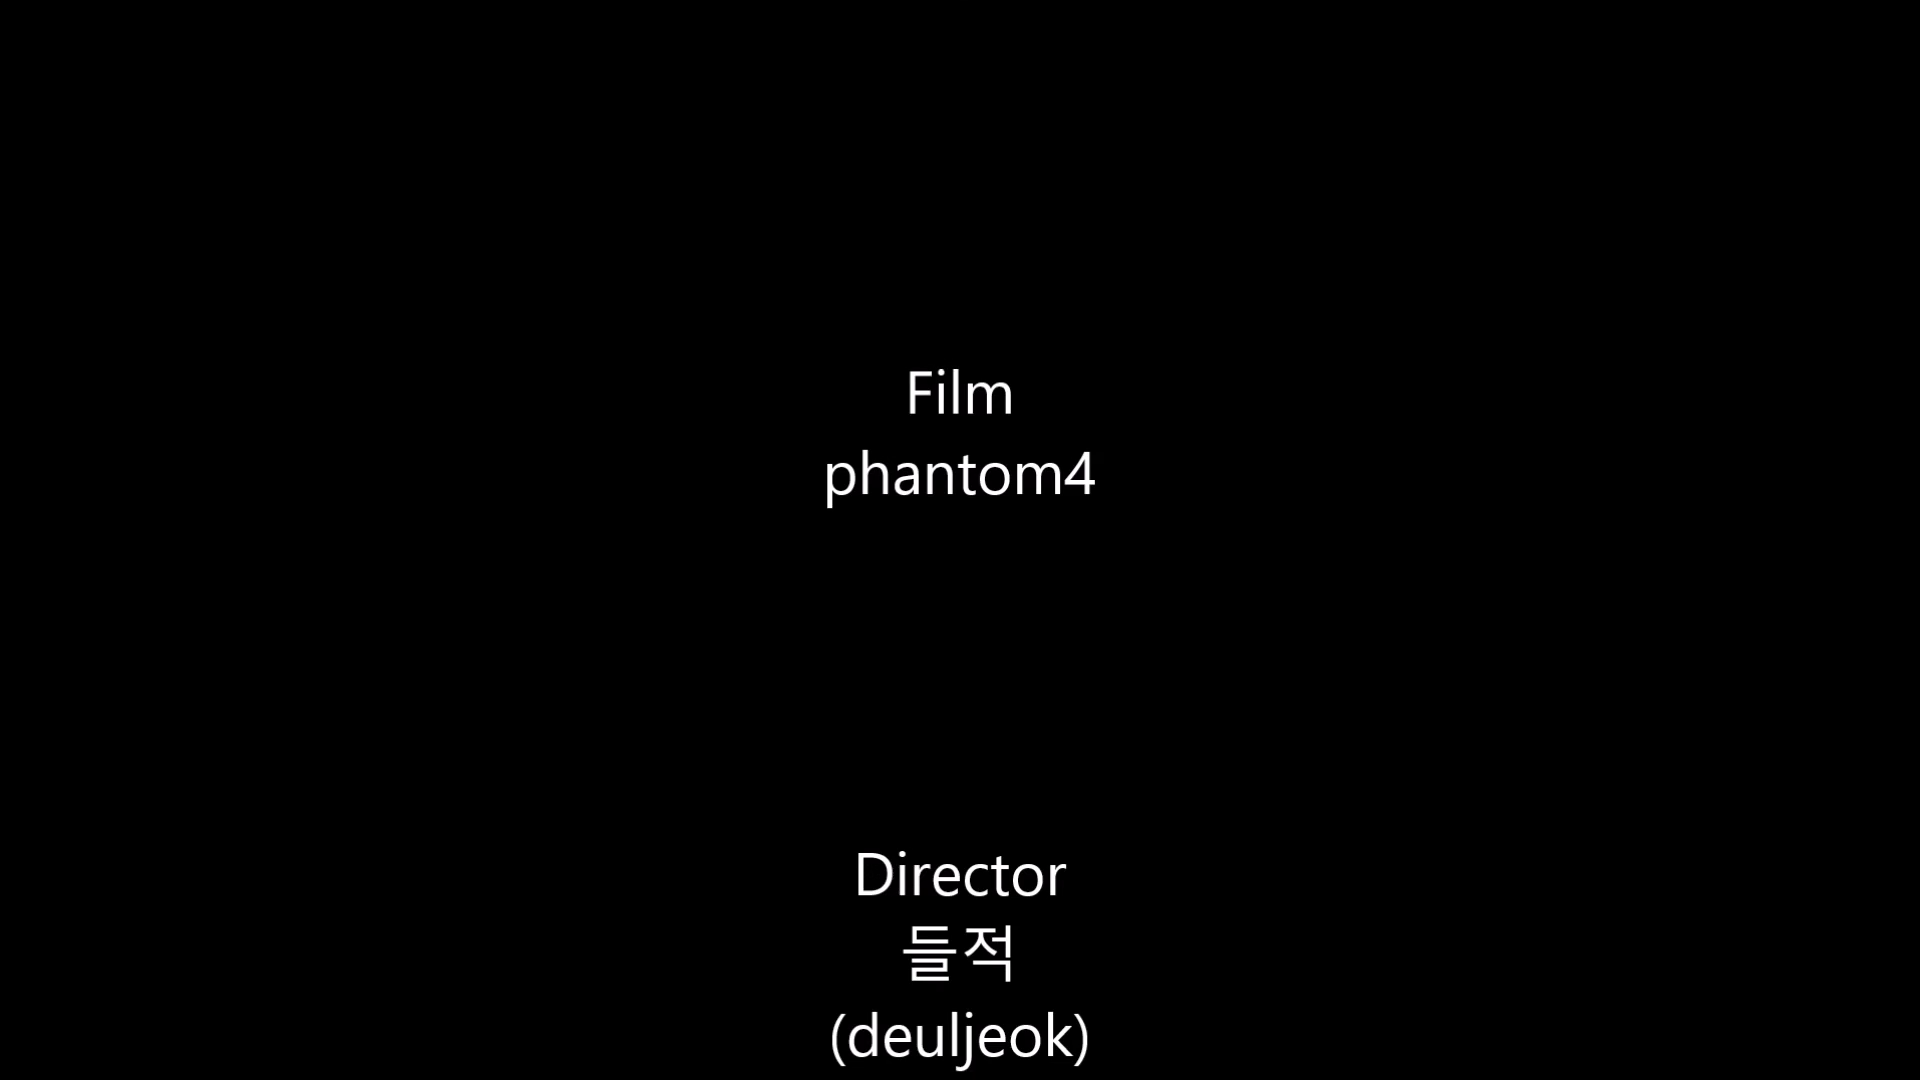 Film
phantom4
Director
들적
(deuljeok)